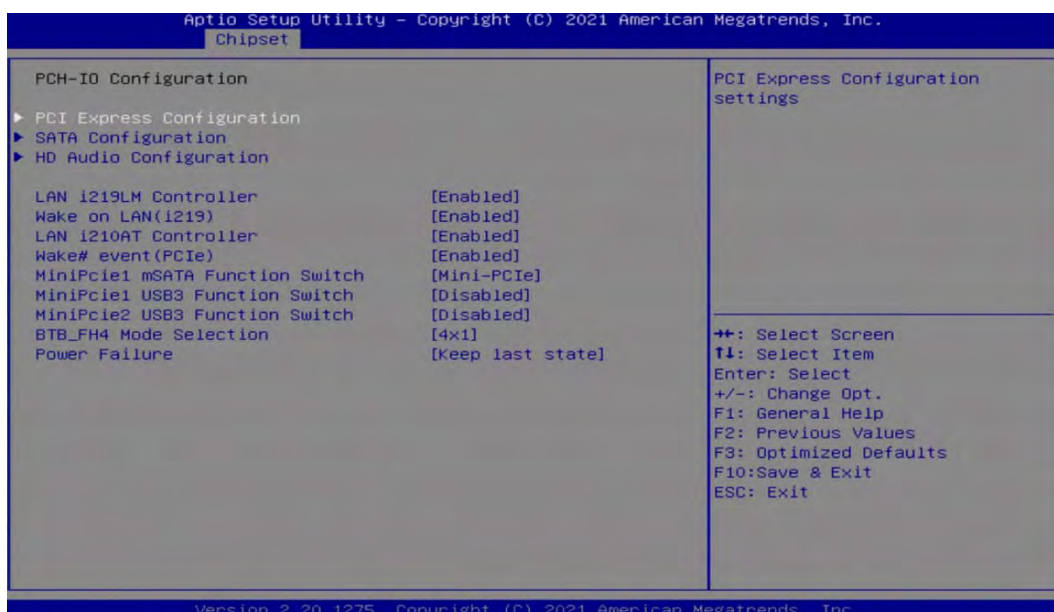 Aptio Setup Utility – Copyright (C) 2021 American Megatrends, Inc.
Chipset
PCH-IO Configuration
▶ PCI Express Configuration
▶ SATA Configuration
▶ HD Audio Configuration
LAN i219LM Controller [Enabled]
Wake on LAN(i219) [Enabled]
LAN i210AT Controller [Enabled]
Wake# event(PCIe) [Enabled]
MiniPcie1 mSATA Function Switch [Mini-PCIe]
MiniPcie1 USB3 Function Switch [Disabled]
MiniPcie2 USB3 Function Switch [Disabled]
BTB_FH4 Mode Selection [4x1]
Power Failure [Keep last state]
PCI Express Configuration
settings
→←: Select Screen
↑↓: Select Item
Enter: Select
+/-: Change Opt.
F1: General Help
F2: Previous Values
F3: Optimized Defaults
F10:Save & Exit
ESC: Exit
Version 2.20.1275. Copyright (C) 2021 American Megatrends, Inc.